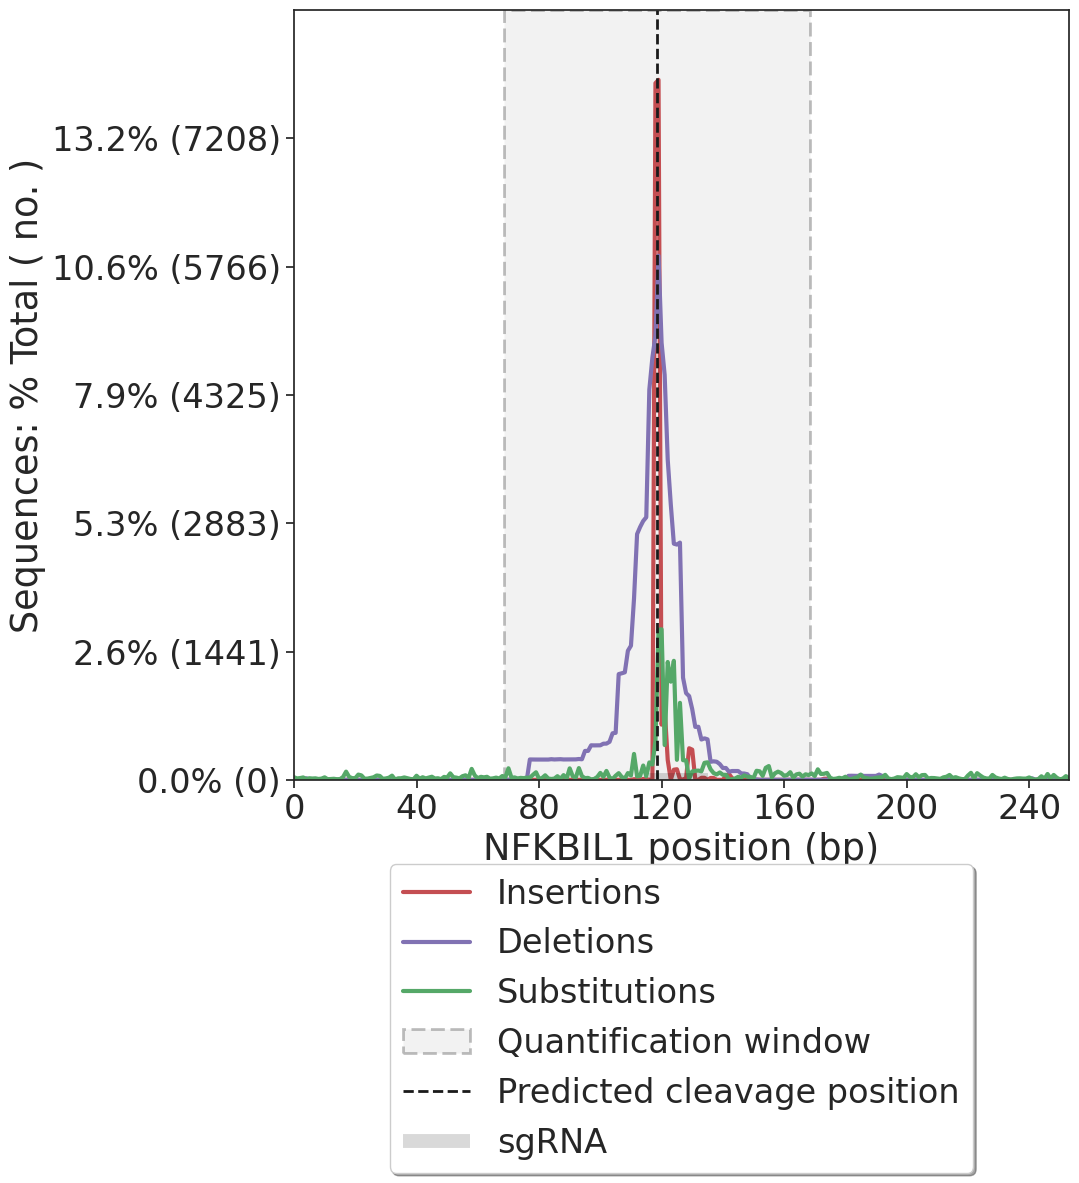 Sequences: % Total ( no. )
13.2% (7208)
10.6% (5766)
7.9% (4325)
5.3% (2883)
2.6% (1441)
0.0% (0)
0 40 80 120 160 200 240
NFKBIL1 position (bp)
Insertions
Deletions
Substitutions
Quantification window
Predicted cleavage position
sgRNA